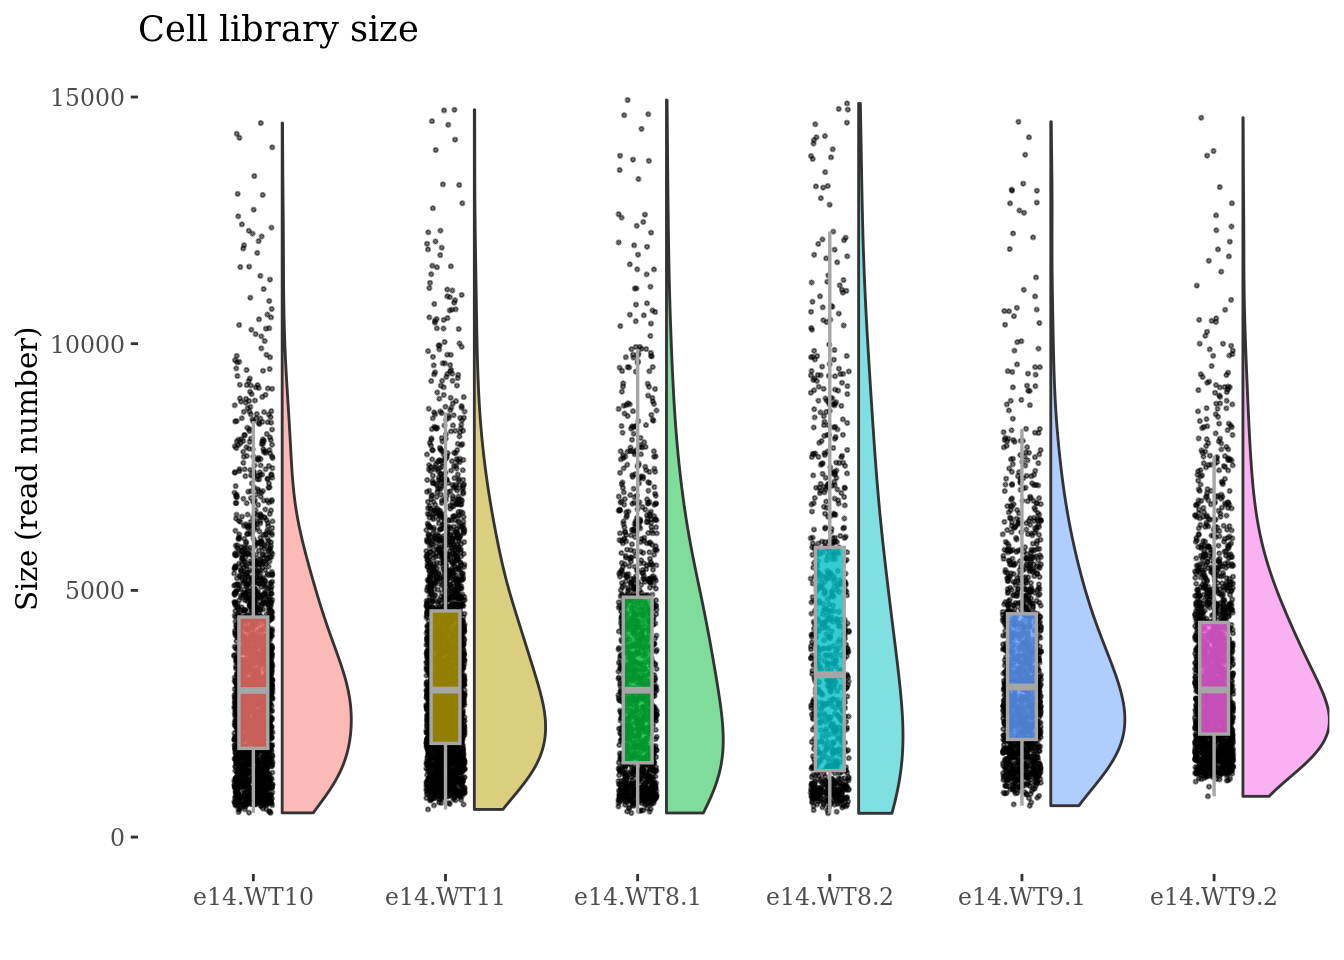 Cell library size
Size (read number)
15000
10000
5000
0
e14.WT10 e14.WT11 e14.WT8.1 e14.WT8.2 e14.WT9.1 e14.WT9.2